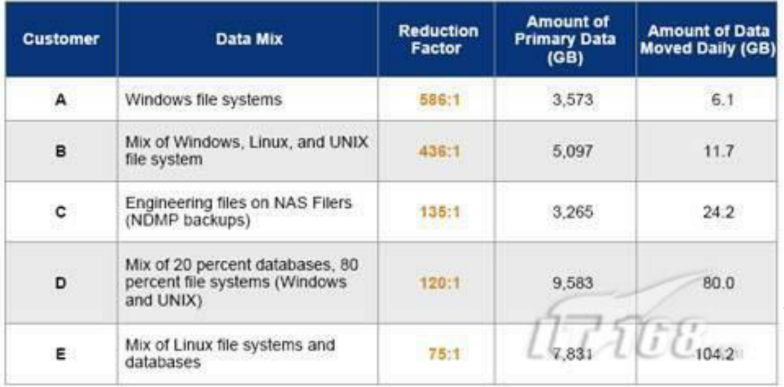 Customer
Data Mix
Reduction
Factor
Amount of
Primary Data
(GB)
Amount of Data
Moved Daily (GB)
A
Windows file systems
586:1
3,573
6.1
B
Mix of Windows, Linux, and UNIX
file system
436:1
5,097
11.7
C
Engineering files on NAS Filers
(NDMP backups)
135:1
3,265
24.2
D
Mix of 20 percent databases, 80
percent file systems (Windows
and UNIX)
120:1
9,583
80.0
E
Mix of Linux file systems and
databases
75:1
7,831
104.2
IT168